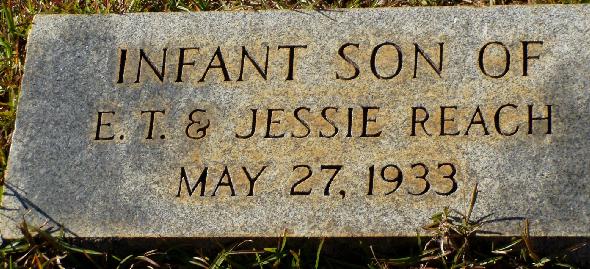 INFANT SON OF
E. T. & JESSIE REACH
MAY 27, 1933